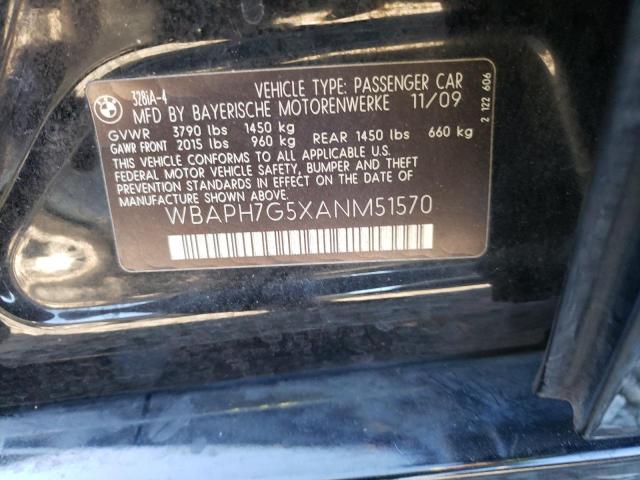 328iA-4 VEHICLE TYPE: PASSENGER CAR
MFD BY BAYERISCHE MOTORENWERKE 11/09
GVWR 3790 lbs 1450 kg
GAWR FRONT 2015 lbs 960 kg REAR 1450 lbs 660 kg
THIS VEHICLE CONFORMS TO ALL APPLICABLE U.S.
FEDERAL MOTOR VEHICLE SAFETY, BUMPER AND THEFT
PREVENTION STANDARDS IN EFFECT ON THE DATE OF
MANUFACTURE SHOWN ABOVE.
WBAPH7G5XANM51570
2 122 606